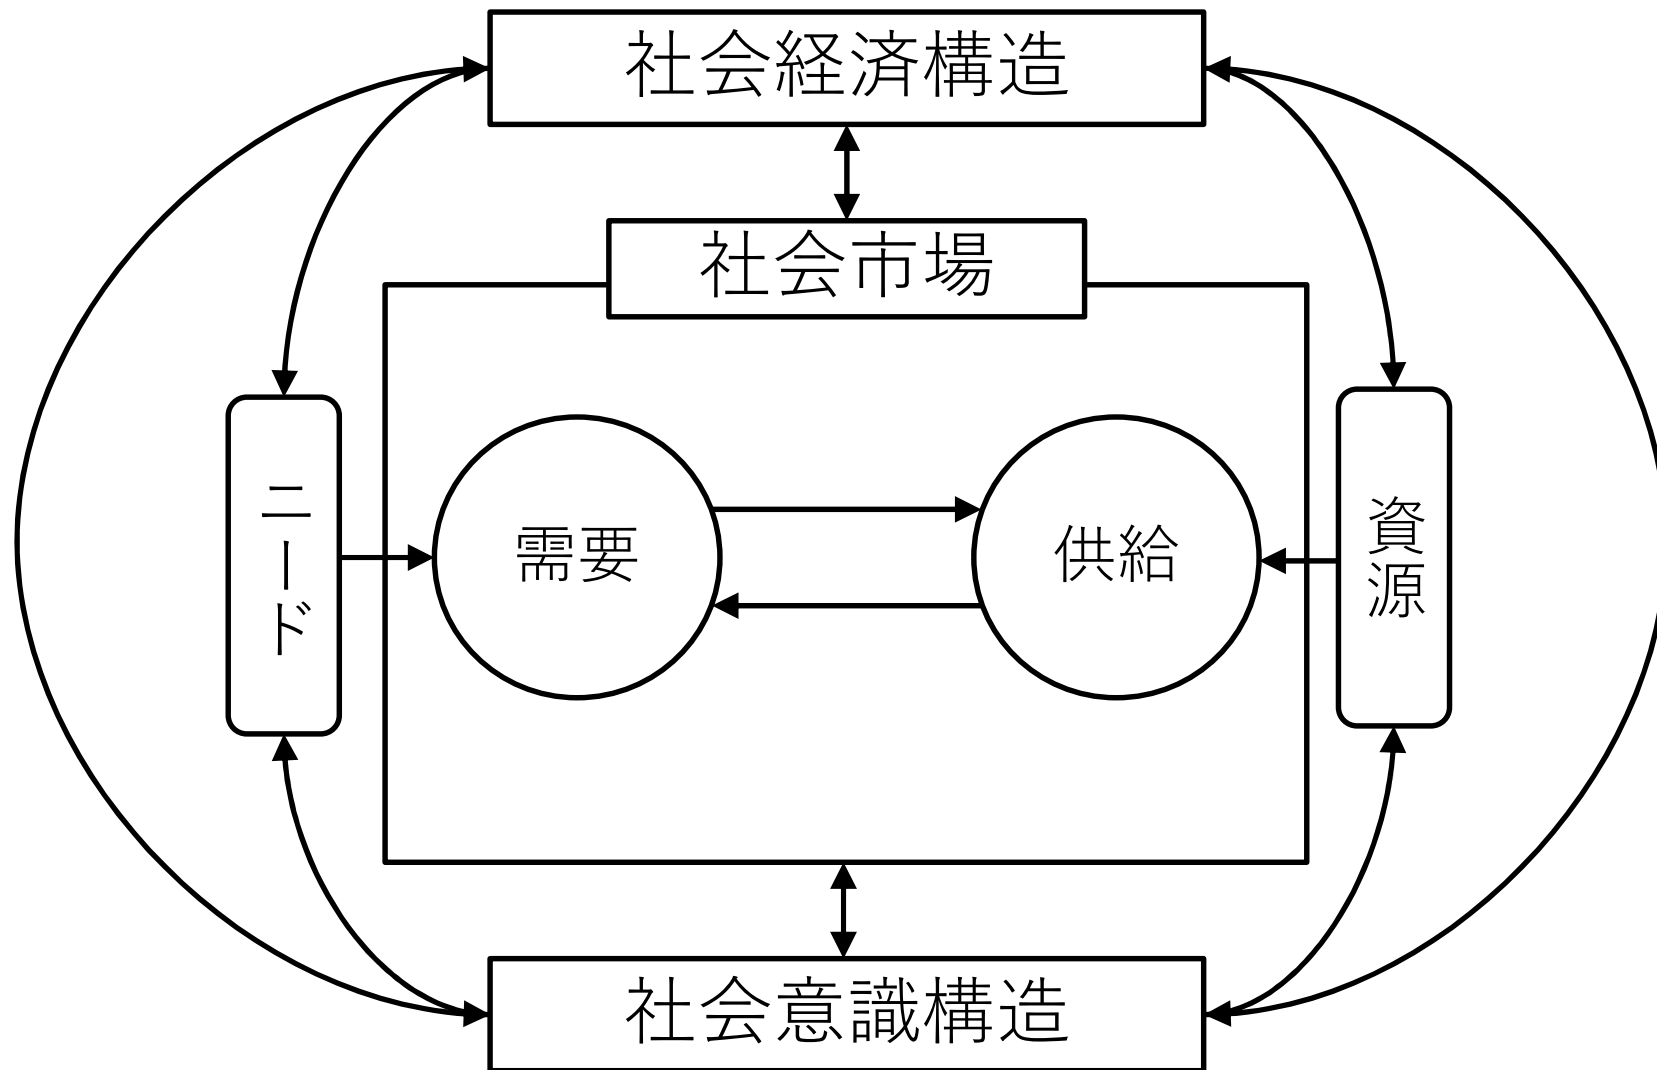 社会経済構造
社会市場
ニード
需要
供給
資源
社会意識構造